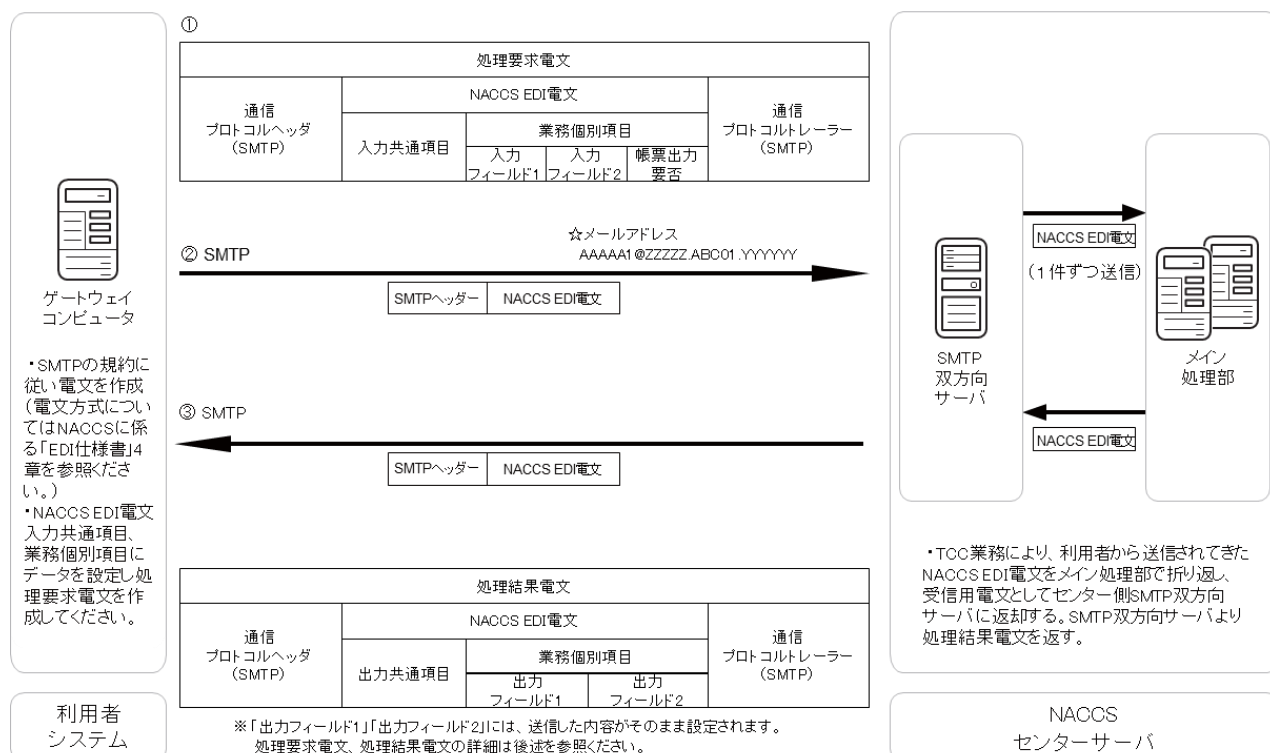 ①
処理要求電文
通信
プロトコルヘッダ
(SMTP)
NACCS EDI電文
入力共通項目
業務個別項目
入力
フィールド1
入力
フィールド2
帳票出力
要否
通信
プロトコルトレーラー
(SMTP)
② SMTP
☆メールアドレス
AAAAA1@ZZZZZ.ABC01.YYYYYY
SMTPヘッダー
NACCS EDI電文
③ SMTP
SMTPヘッダー
NACCS EDI電文
処理結果電文
通信
プロトコルヘッダ
(SMTP)
NACCS EDI電文
出力共通項目
業務個別項目
出力
フィールド1
出力
フィールド2
通信
プロトコルトレーラー
(SMTP)
※「出力フィールド1」「出力フィールド2」には、送信した内容がそのまま設定されます。
処理要求電文、処理結果電文の詳細は後述を参照ください。
ゲートウェイ
コンピュータ
・SMTPの規約に
従い電文を作成
(電文方式につい
てはNACCSに係
る「EDI仕様書」4
章を参照くださ
い。)
・NACCS EDI電文
入力共通項目、
業務個別項目に
データを設定し処
理要求電文を作
成してください。
利用者
システム
SMTP
双方向
サーバ
NACCS EDI電文
(1件ずつ送信)
メイン
処理部
NACCS EDI電文
・TCC業務により、利用者から送信されてきた
NACCS EDI電文をメイン処理部で折り返し、
受信用電文としてセンター側SMTP双方向
サーバに返却する。SMTP双方向サーバより
処理結果電文を返す。
NACCS
センターサーバ